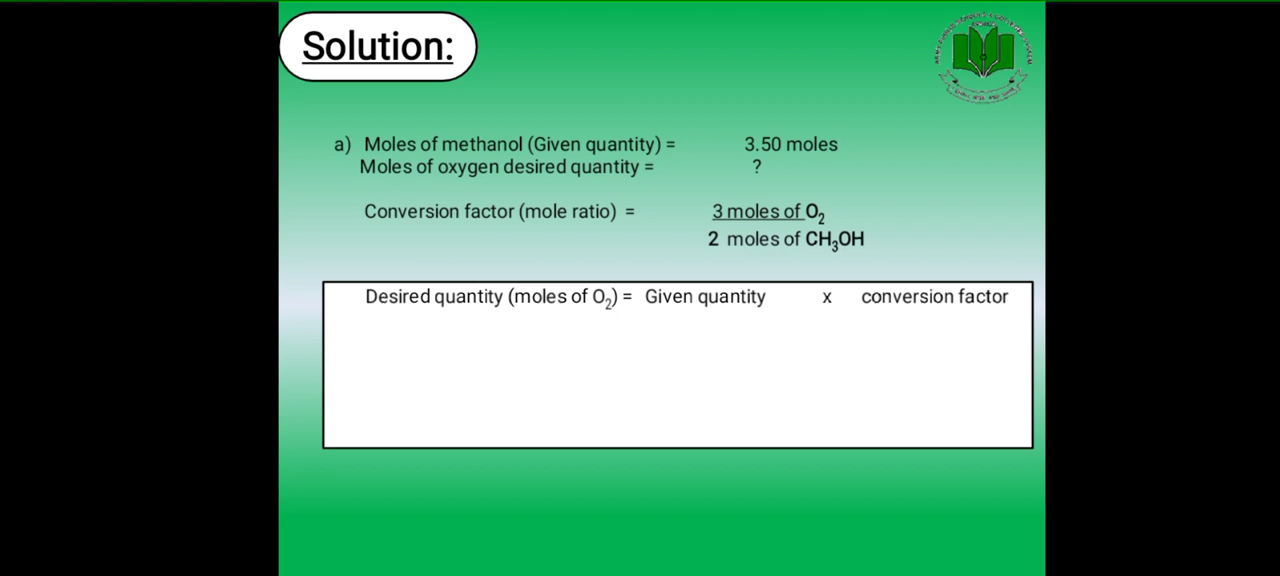 Solution:
a) Moles of methanol (Given quantity) = 3.50 moles
Moles of oxygen desired quantity = ?
Conversion factor (mole ratio) = 3 moles of O₂
2 moles of CH₃OH
Desired quantity (moles of O₂) = Given quantity x conversion factor